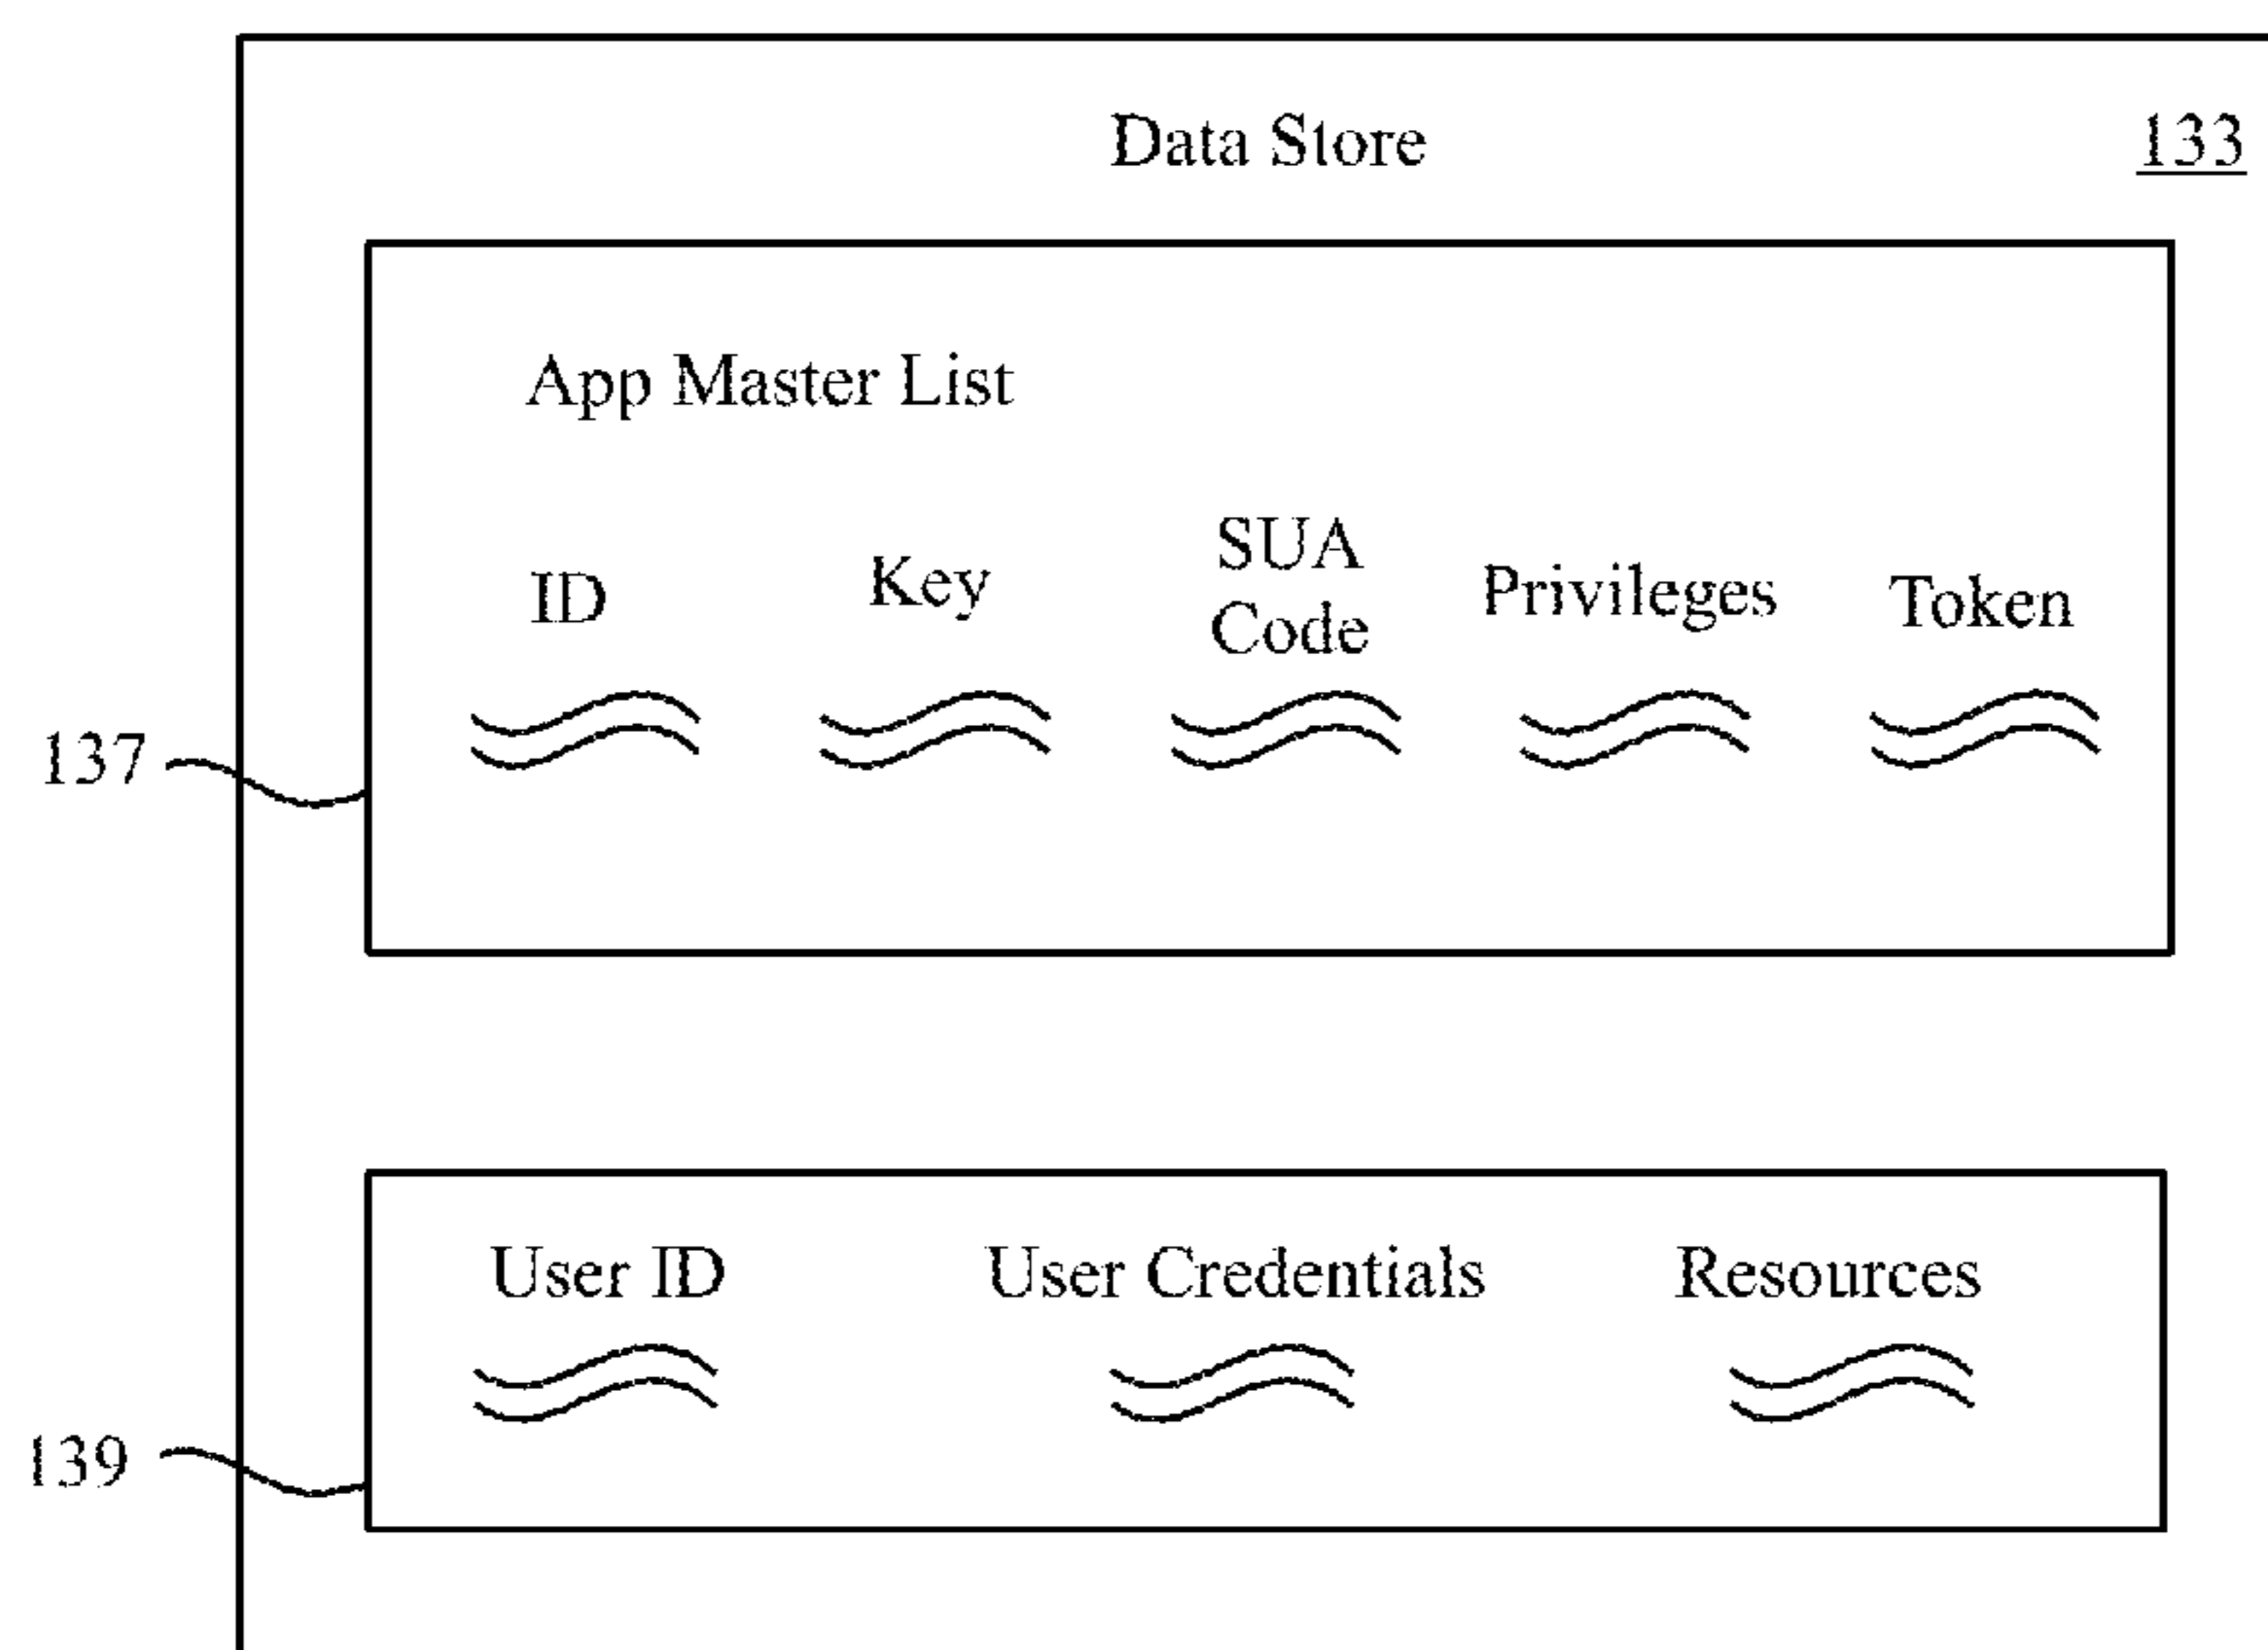 Data Store 133
App Master List
ID Key SUA Code Privileges Token
137
User ID User Credentials Resources
139